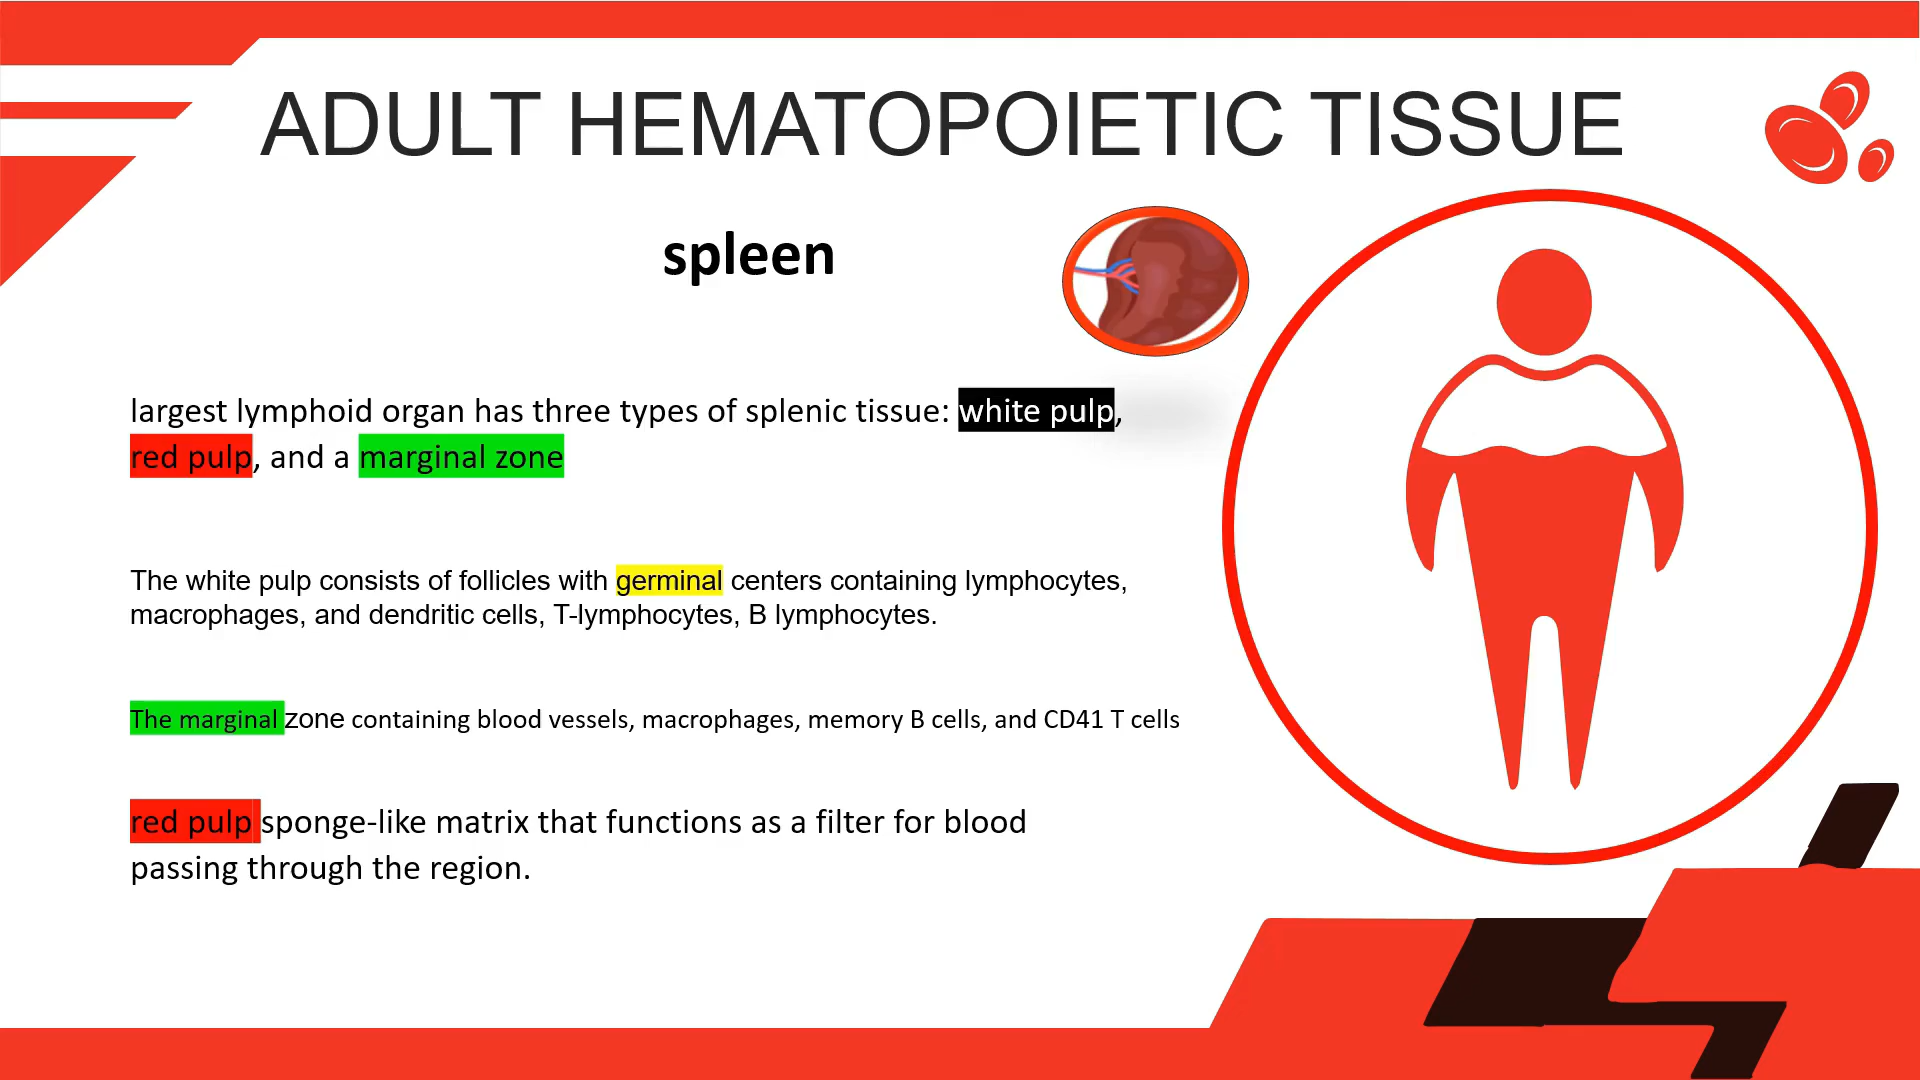 ADULT HEMATOPOIETIC TISSUE
spleen
largest lymphoid organ has three types of splenic tissue: white pulp,
red pulp, and a marginal zone
The white pulp consists of follicles with germinal centers containing lymphocytes,
macrophages, and dendritic cells, T-lymphocytes, B lymphocytes.
The marginal zone containing blood vessels, macrophages, memory B cells, and CD41 T cells
red pulp sponge-like matrix that functions as a filter for blood
passing through the region.